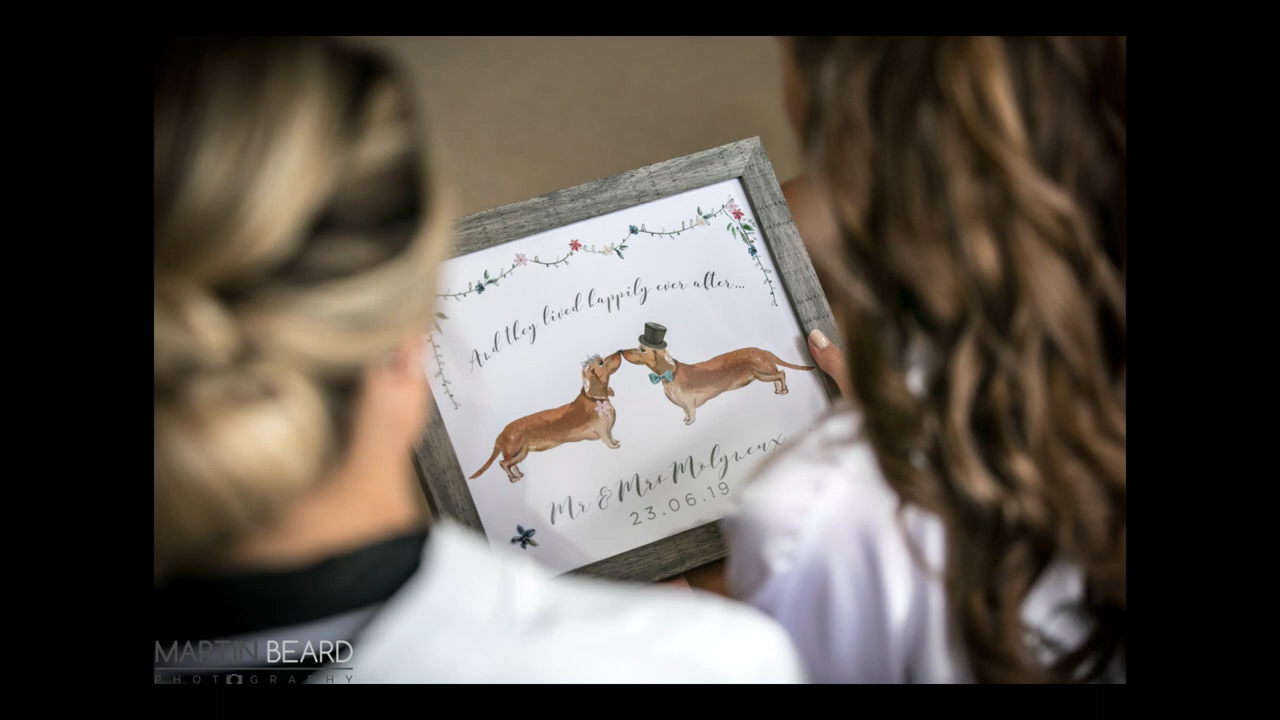 And they lived happily ever after...
Mr & Mrs Molyneux
23.06.19
MARTIN BEARD
PHOTOGRAPHY